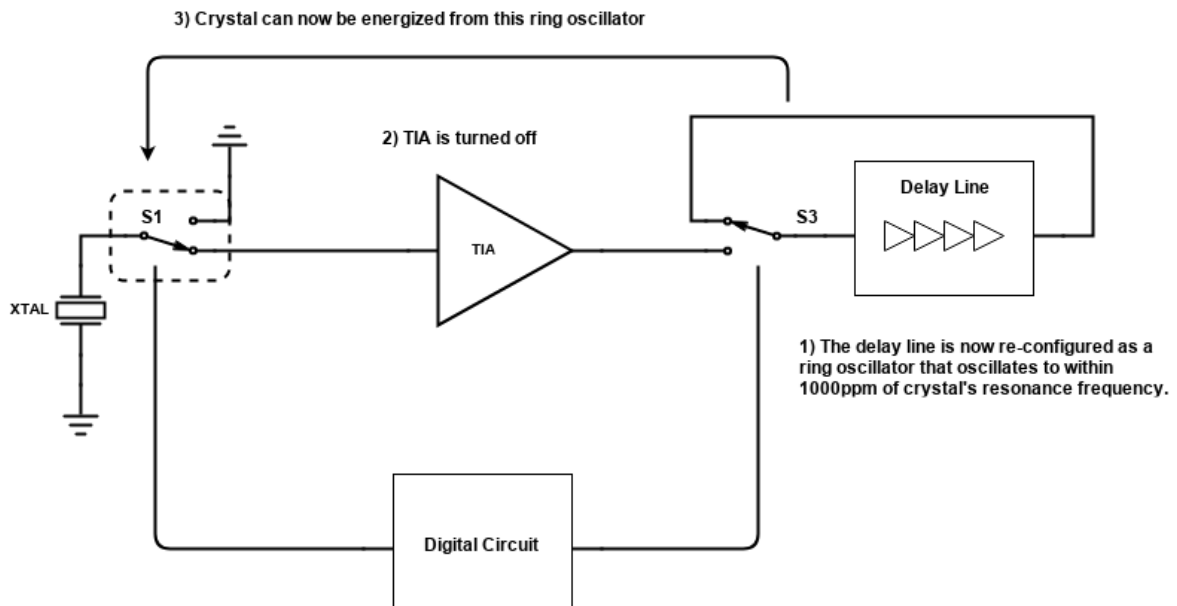 3) Crystal can now be energized from this ring oscillator
2) TIA is turned off
Delay Line
S1
S3
TIA
XTAL
1) The delay line is now re-configured as a
ring oscillator that oscillates to within
1000ppm of crystal's resonance frequency.
Digital Circuit